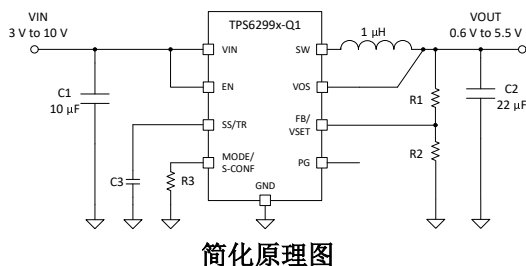 VIN
3 V to 10 V
TPS6299x-Q1
1 µH
VOUT
0.6 V to 5.5 V
VIN
SW
C1
10 µF
EN
VOS
R1
C2
22 µF
SS/TR
FB/
VSET
C3
R3
MODE/
S-CONF
PG
R2
GND
简化原理图